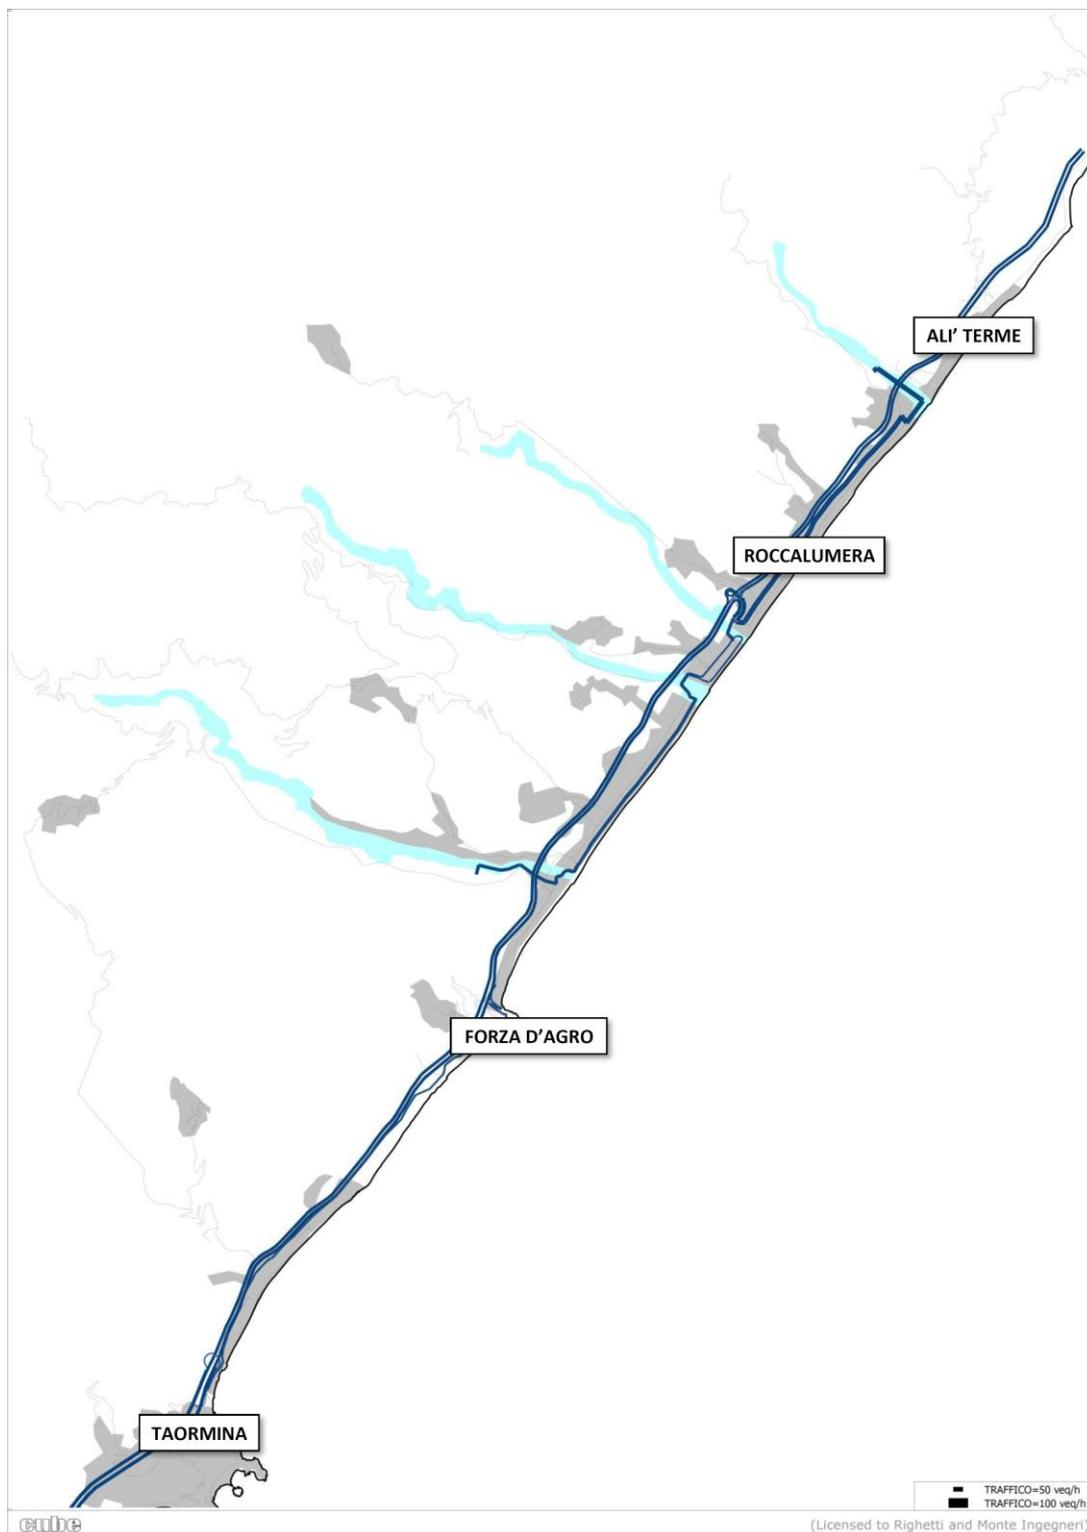 ALI' TERME
ROCCALUMERA
FORZA D'AGRO
TAORMINA
TRAFFICO=50 veq/h
TRAFFICO=100 veq/h
cube
(Licensed to Righetti and Monte Ingegneri)